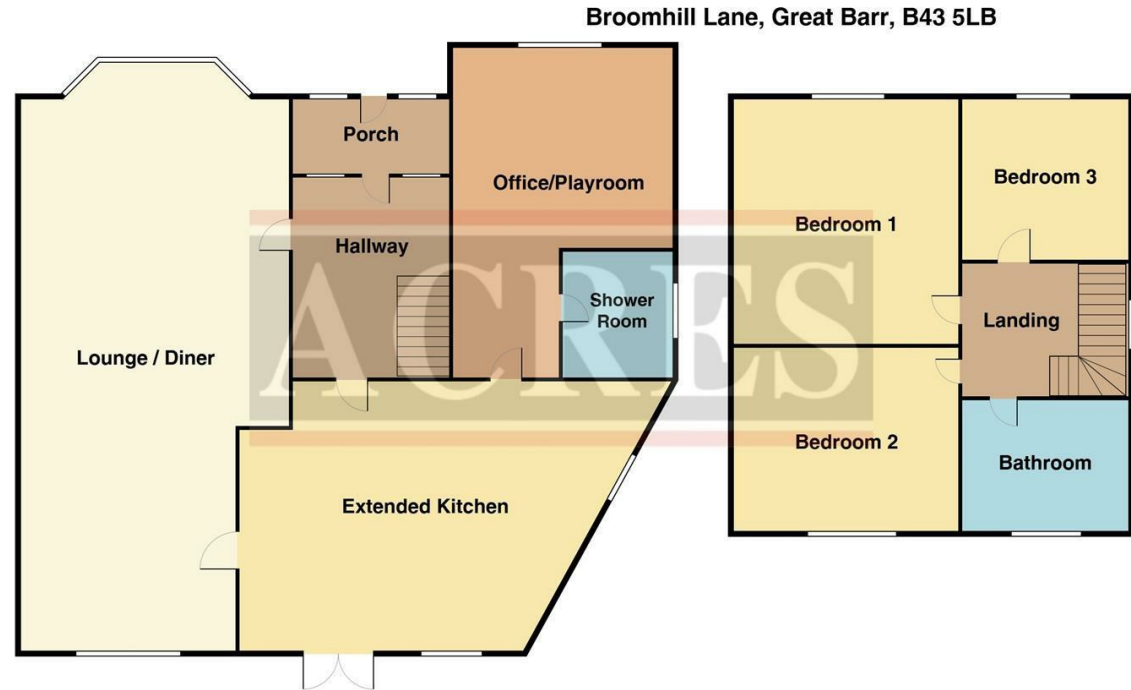 Broomhill Lane, Great Barr, B43 5LB
Porch
Office/Playroom
Bedroom 3
Bedroom 1
Hallway
ACRES
Shower
Room
Landing
Lounge / Diner
Bedroom 2
Bathroom
Extended Kitchen